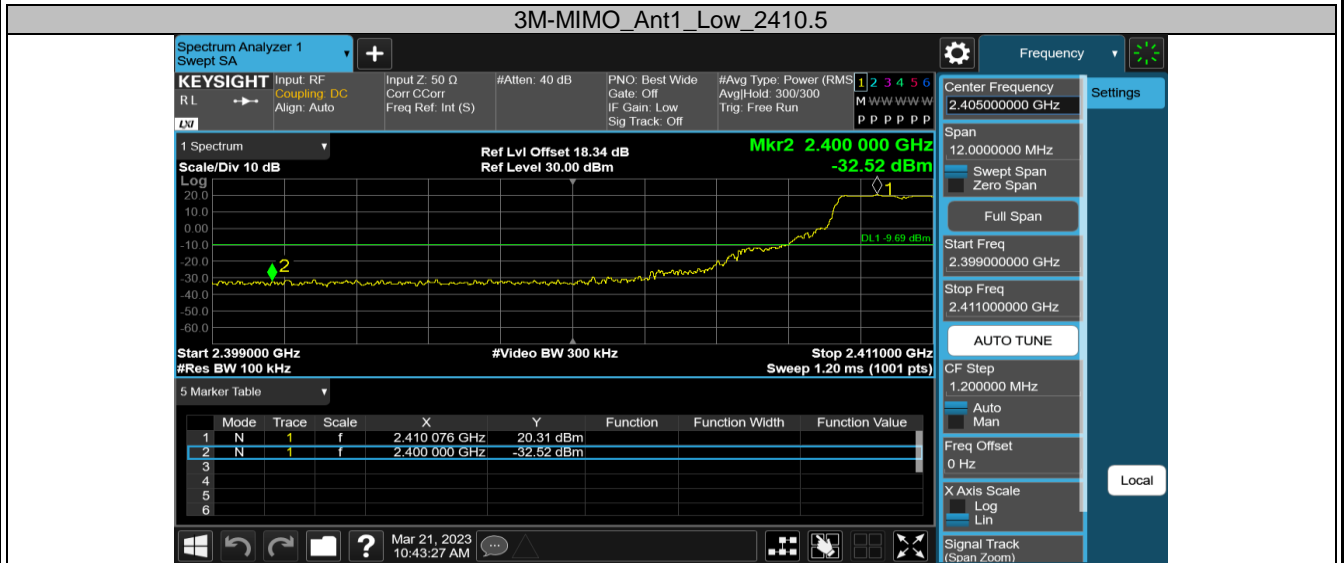 3M-MIMO_Ant1_Low_2410.5
Spectrum Analyzer 1
Swept SA
Frequency
KEYSIGHT
R L
LXI
Input: RF
Coupling: DC
Align: Auto
Input Z: 50 Ω
Corr CCorr
Freq Ref: Int (S)
#Atten: 40 dB
PNO: Best Wide
Gate: Off
IF Gain: Low
Sig Track: Off
#Avg Type: Power (RMS
Avg|Hold: 300/300
Trig: Free Run
1 2 3 4 5 6
M W W W W W
P P P P P P
1 Spectrum
Scale/Div 10 dB
Ref Lvl Offset 18.34 dB
Ref Level 30.00 dBm
Mkr2 2.400 000 GHz
-32.52 dBm
Log
20.0
10.0
0.00
-10.0
-20.0
-30.0
-40.0
-50.0
-60.0
1
2
DL1 -9.69 dBm
Start 2.399000 GHz
#Res BW 100 kHz
#Video BW 300 kHz
Stop 2.411000 GHz
Sweep 1.20 ms (1001 pts)
5 Marker Table
Mode Trace Scale X Y Function Function Width Function Value
1 N 1 f 2.410 076 GHz 20.31 dBm
2 N 1 f 2.400 000 GHz -32.52 dBm
3
4
5
6
Mar 21, 2023
10:43:27 AM
Center Frequency
2.405000000 GHz
Span
12.0000000 MHz
Swept Span
Zero Span
Full Span
Start Freq
2.399000000 GHz
Stop Freq
2.411000000 GHz
AUTO TUNE
CF Step
1.200000 MHz
Auto
Man
Freq Offset
0 Hz
X Axis Scale
Log
Lin
Signal Track
(Span Zoom)
Settings
Local